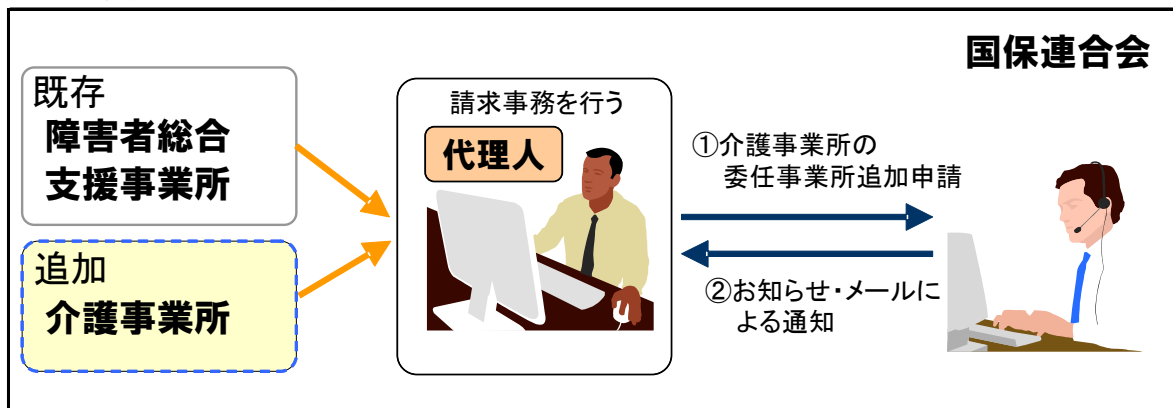 国保連合会
既存
障害者総合
支援事業所
追加
介護事業所
請求事務を行う
代理人
①介護事業所の
委任事業所追加申請
②お知らせ・メールに
よる通知